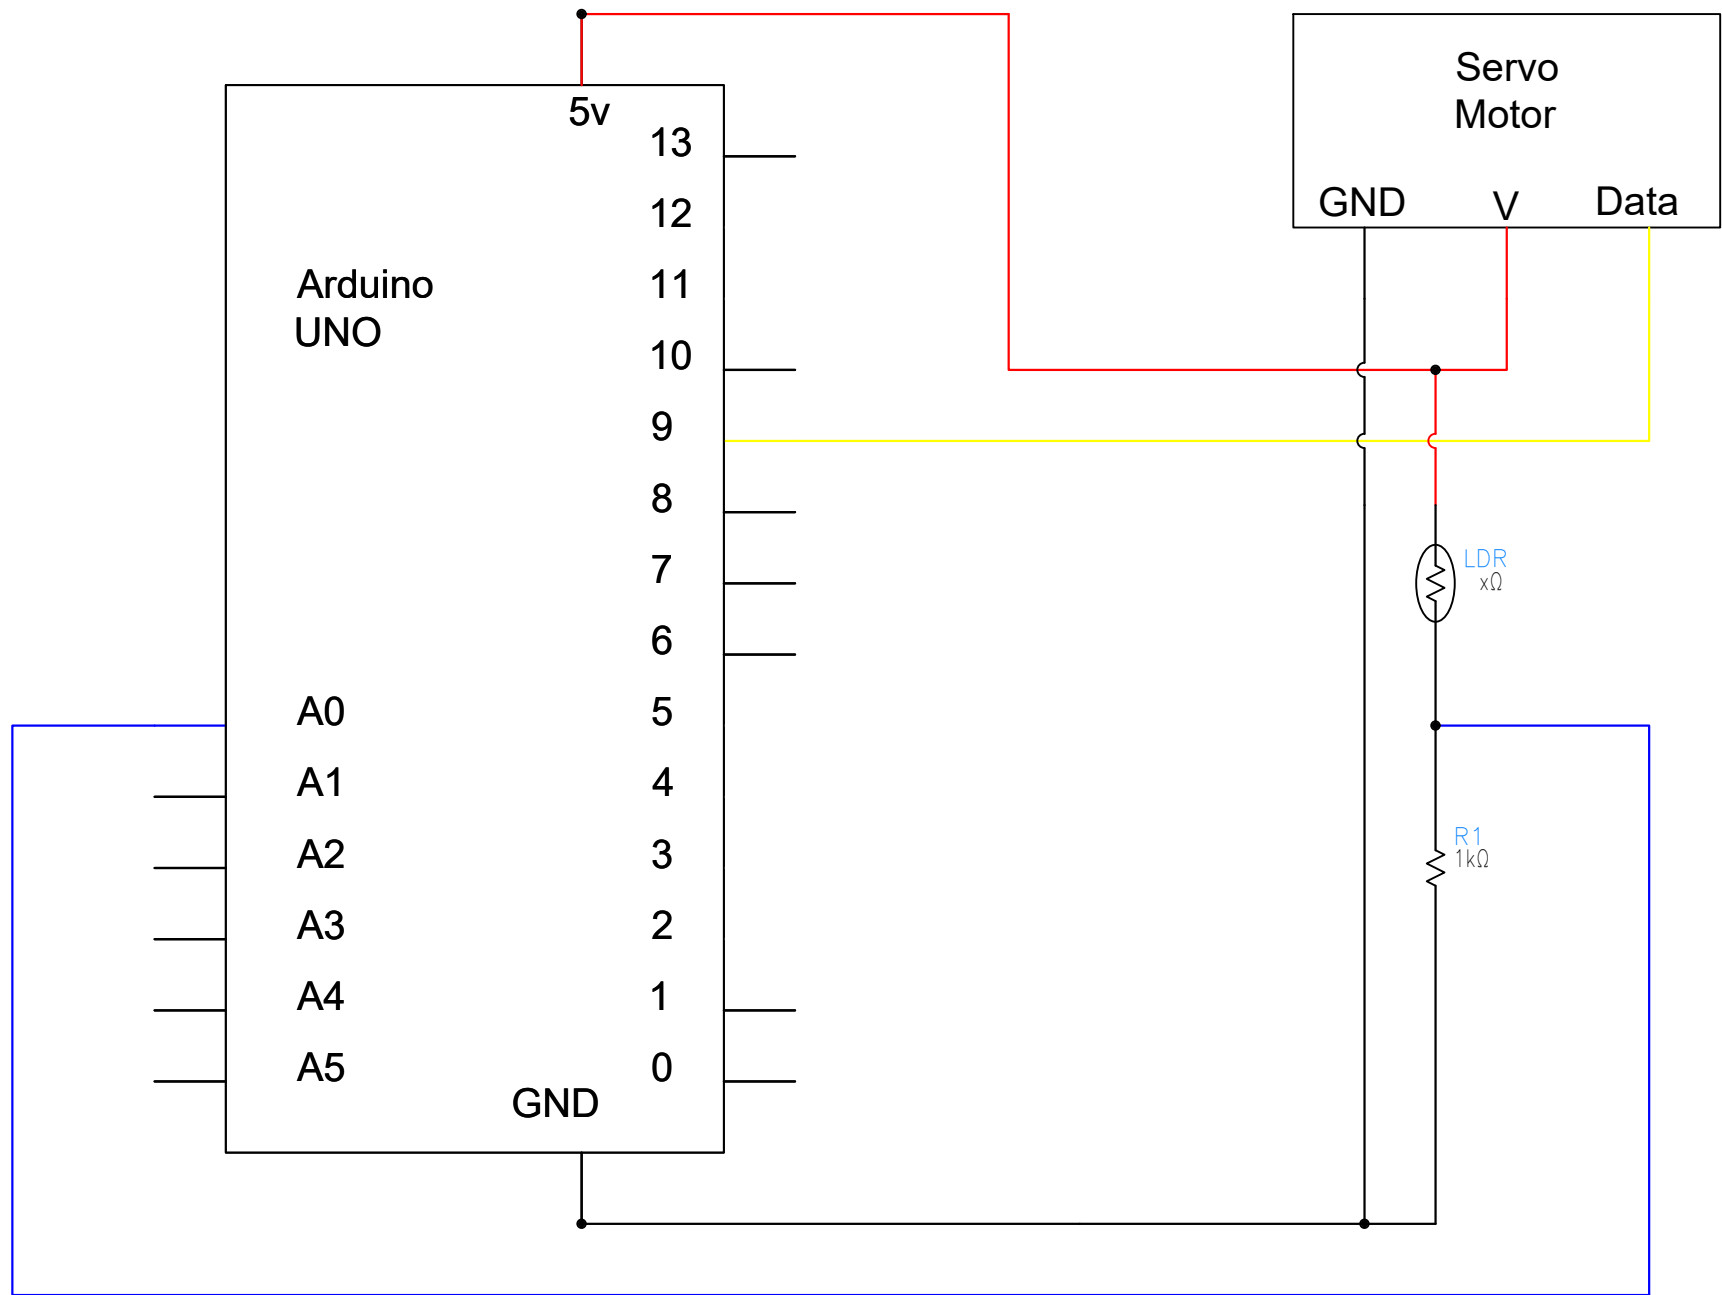 5v
13
12
11
10
9
8
7
6
5
4
3
2
1
0
Arduino
UNO
A0
A1
A2
A3
A4
A5
GND
Servo
Motor
GND V Data
LDR
xΩ
R1
1kΩ